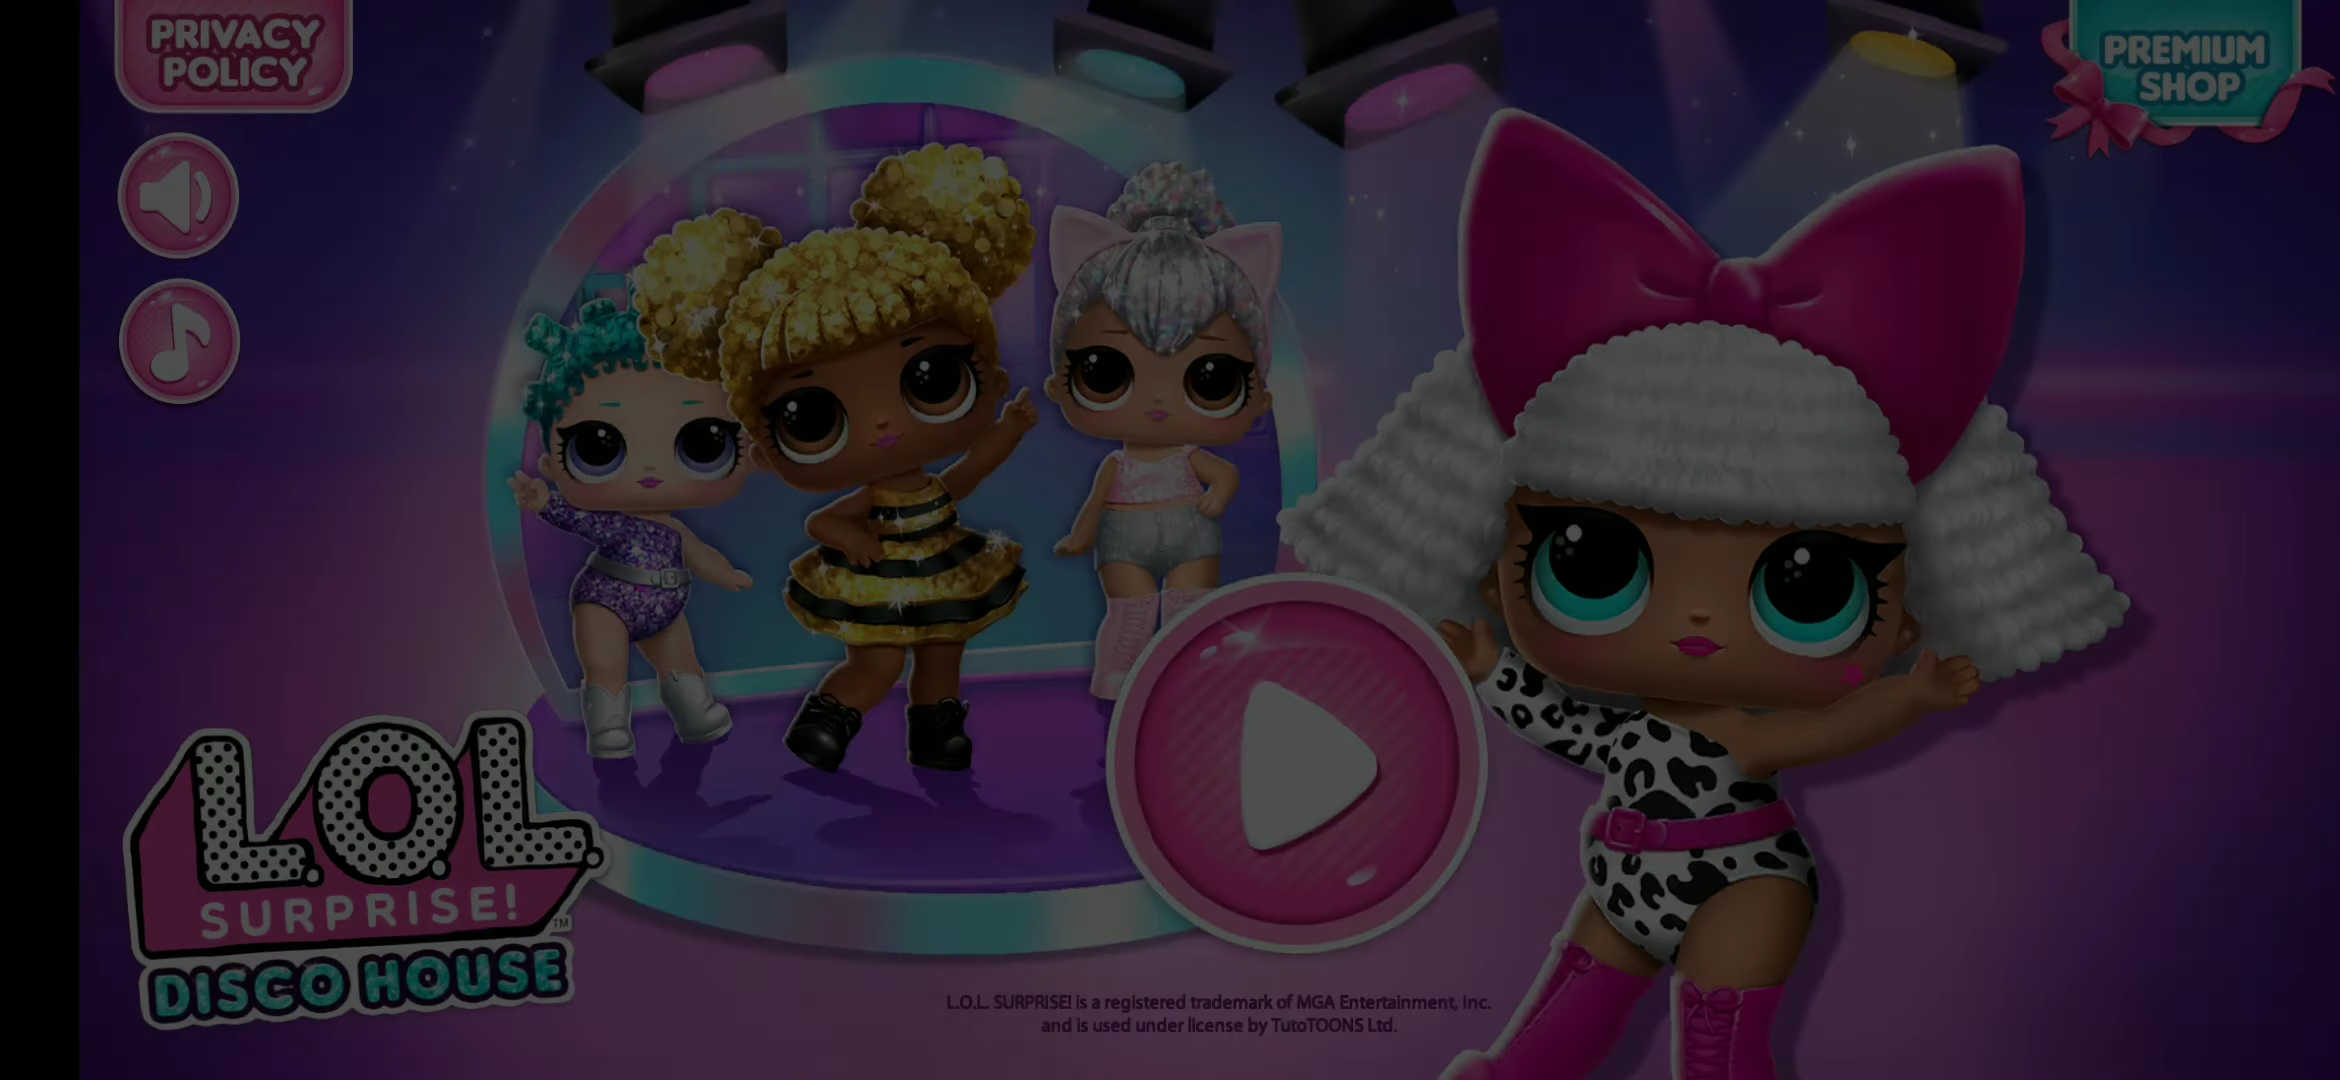 PRIVACY
POLICY
PREMIUM
SHOP
L.O.L.
SURPRISE!
TM
DISCO HOUSE
L.O.L. SURPRISE! is a registered trademark of MGA Entertainment, Inc.
and is used under license by TutoTOONS Ltd.